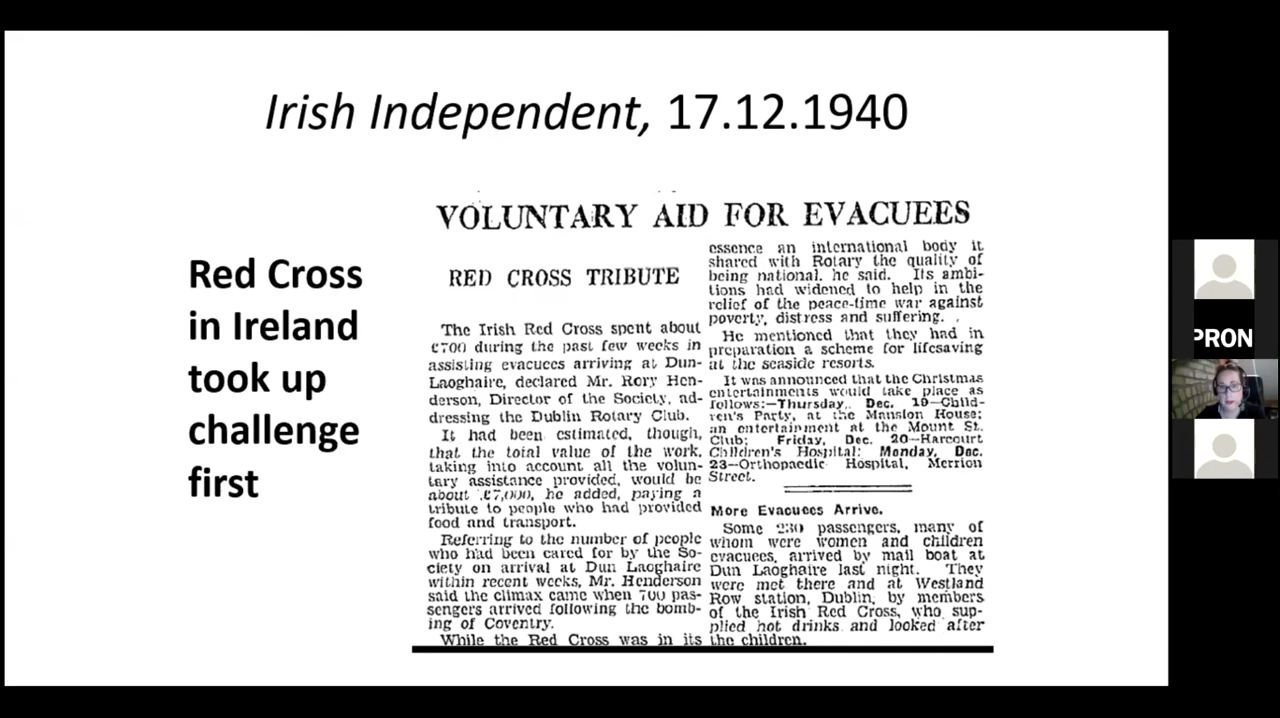 Irish Independent, 17.12.1940
Red Cross
in Ireland
took up
challenge
first
VOLUNTARY AID FOR EVACUEES
RED CROSS TRIBUTE
The Irish Red Cross spent about
£700 during the past few weeks in
assisting evacuees arriving at Dun-
Laoghaire, declared Mr. Rory Hen-
derson, Director of the Society, ad-
dressing the Dublin Rotary Club.
It had been estimated, though,
that the total value of the work,
taking into account all the volun-
tary assistance provided, would be
about £7,000, he added, paying a
tribute to people who had provided
food and transport.
Referring to the number of people
who had been cared for by the So-
ciety on arrival at Dun Laoghaire
within recent weeks, Mr. Henderson
said the climax came when 700 pas-
sengers arrived following the bomb-
ing of Coventry.
While the Red Cross was in its
essence an international body it
shared with Rotary the quality of
being national, he said. Its ambi-
tions had widened to help in the
relief of the peace-time war against
poverty, distress and suffering.
He mentioned that they had in
preparation a scheme for lifesaving
at the seaside resorts.
It was announced that the Christmas
entertainments would take place as
follows:—Thursday, Dec. 19—Child-
ren's Party, at the Mansion House;
an entertainment at the Mount St.
Club; Friday, Dec. 20—Harcourt
Children's Hospital; Monday, Dec.
23—Orthopaedic Hospital, Merrion
Street.
More Evacuees Arrive.
Some 230 passengers, many of
whom were women and children
evacuees, arrived by mail boat at
Dun Laoghaire last night. They
were met there and at Westland
Row station, Dublin, by members
of the Irish Red Cross, who sup-
plied hot drinks and looked after
the children.
PRON